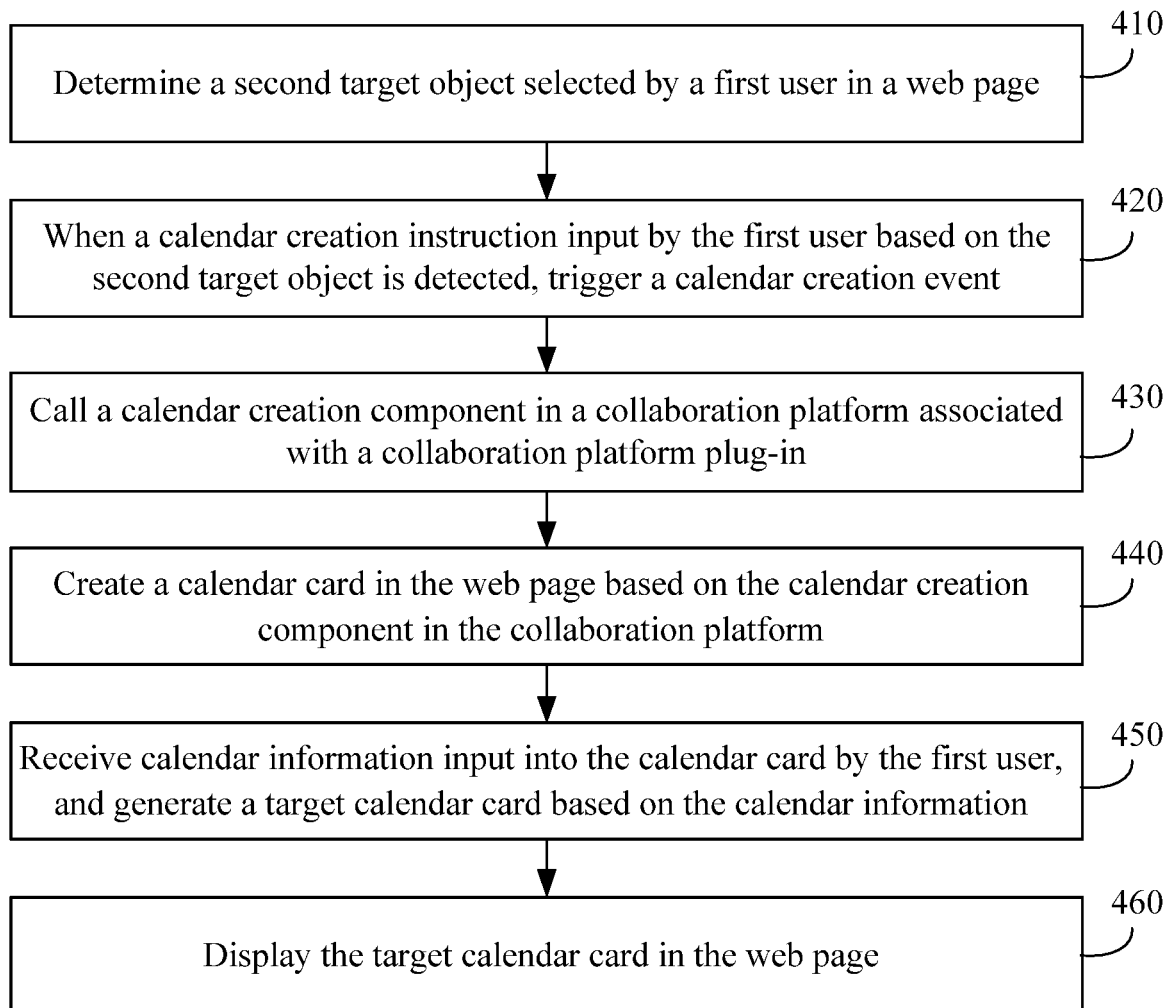 410
Determine a second target object selected by a first user in a web page
420
When a calendar creation instruction input by the first user based on the
second target object is detected, trigger a calendar creation event
430
Call a calendar creation component in a collaboration platform associated
with a collaboration platform plug-in
440
Create a calendar card in the web page based on the calendar creation
component in the collaboration platform
450
Receive calendar information input into the calendar card by the first user,
and generate a target calendar card based on the calendar information
460
Display the target calendar card in the web page